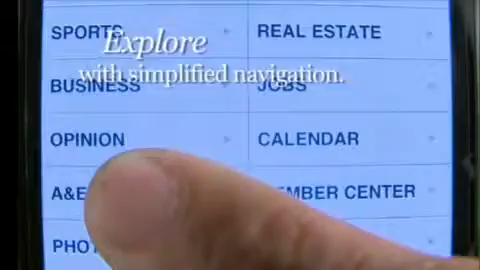 SPORTS
REAL ESTATE
Explore
with simplified navigation.
BUSINESS
JOBS
OPINION
CALENDAR
A&E
MEMBER CENTER